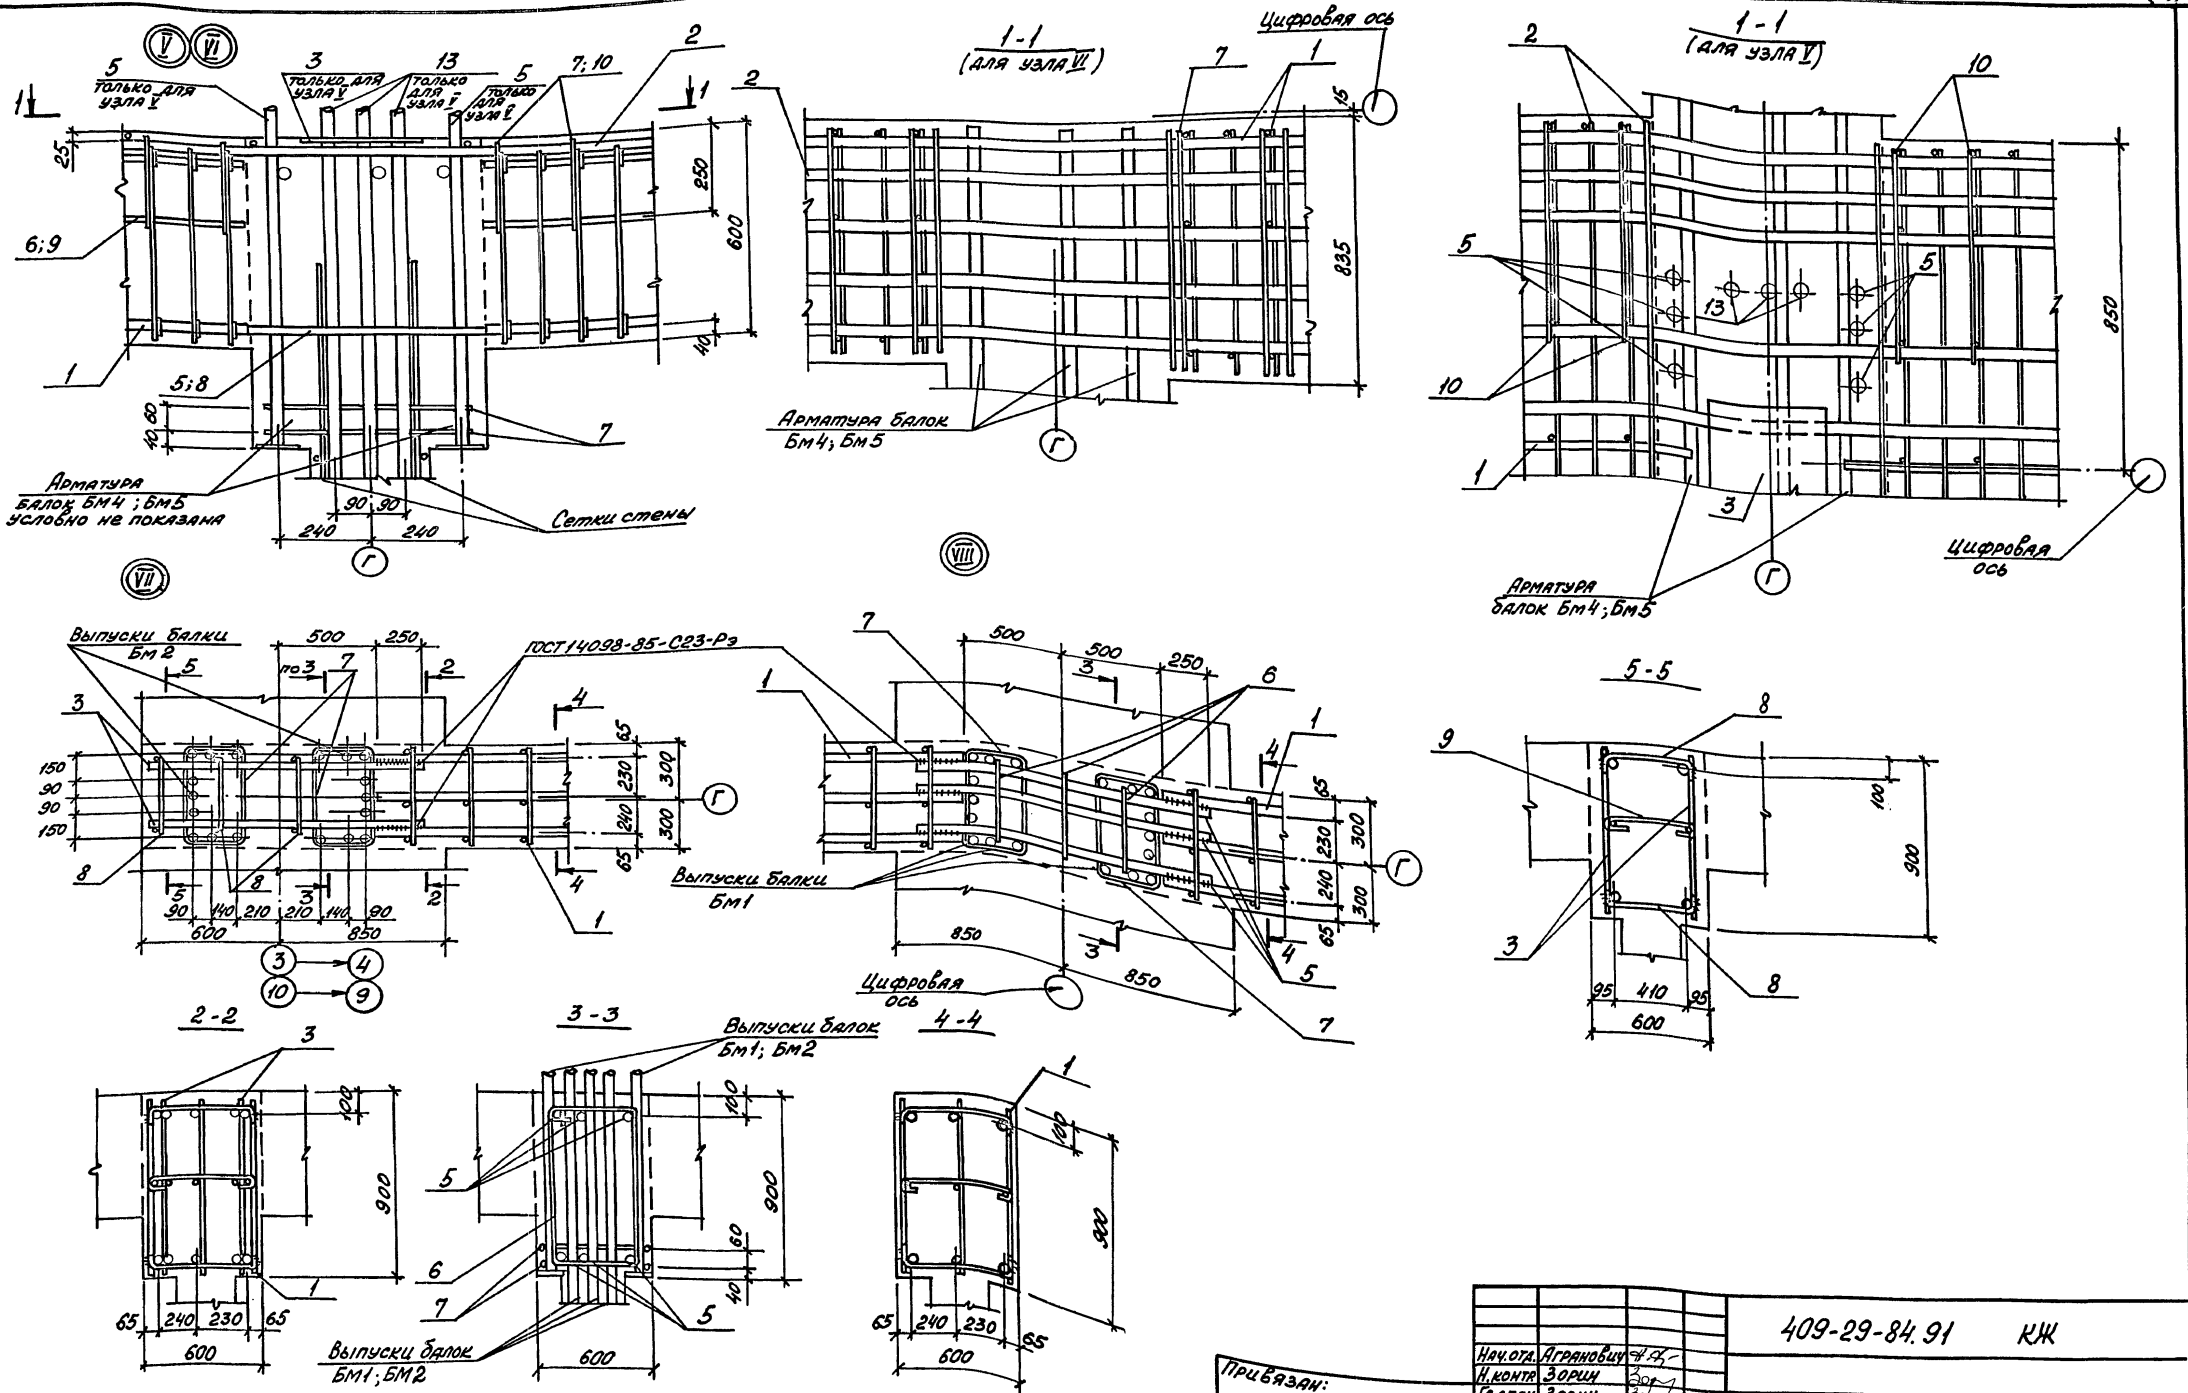 V VI
5
только для
узла V
3
только для
узла V
13
только
для
узла V
5
только
для
узла V
7;10
2
1
1
25
250
600
40
6;9
1
5;8
60
40
7
Арматура
балок Бм4 ; Бм5
условно не показана
90 90
240 240
Г
Сетки стены
1-1
(для узла VI)
Цифровая ось
2
7
1
15
835
Арматура балок
Бм4; Бм5
Г
1-1
(для узла V)
2
10
5
13
5
10
1
3
850
Арматура
балок Бм4; Бм5
Г
Цифровая
ось
VII
Выпуски балки
Бм 2
500 250
ГОСТ 14098-85-С23-Рэ
5
по 3
7
2
4
3
150
90
90
150
65
230
240
65
300
300
Г
8
5
8
3
2
4
90 140 210 210 140 90
600 850
1
3 4
10 9
VIII
7
500
500
250
3
6
1
1
4
65
230
240
65
300
300
300
Г
Выпуски балки
Бм1
850
3
4
5
Цифровая
ось
850
7
5-5
8
9
100
900
3
8
95 410 95
600
2-2
3
100
900
1
65 240 230 65
600
3-3
Выпуски балок
Бм1; Бм2
100
900
5
60
40
6
7
5
Выпуски балок
БМ1; БМ2
600
4-4
1
100
900
65 240 230 65
600
409-29-84.91 КЖ
Нач.отд. Агранович
Н.контр Зорин
Привязан: